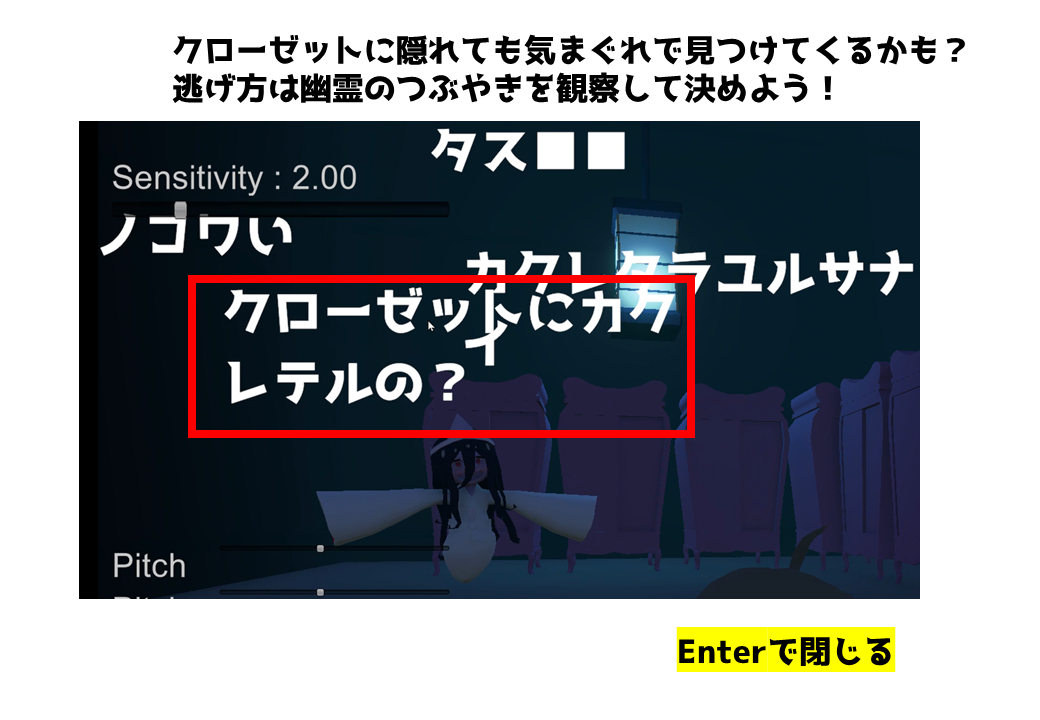 クローゼットに隠れても気まぐれで見つけてくるかも？
逃げ方は幽霊のつぶやきを観察して決めよう！
タス■■
Sensitivity : 2.00
ノコワい
カクレタラユルサナ
イ
クローゼットにカク
レテルの？
Pitch
Enterで閉じる